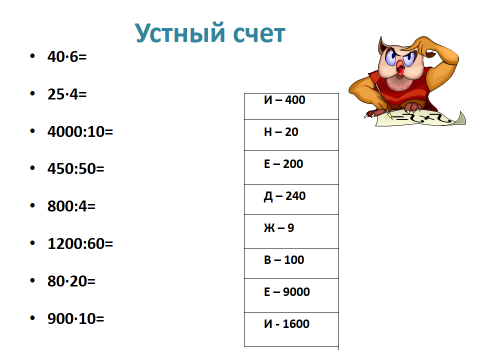 Устный счет
• 40·6=
• 25·4=
• 4000:10=
• 450:50=
• 800:4=
• 1200:60=
• 80·20=
• 900·10=
И – 400
Н – 20
Е – 200
Д – 240
Ж – 9
В – 100
Е – 9000
И - 1600